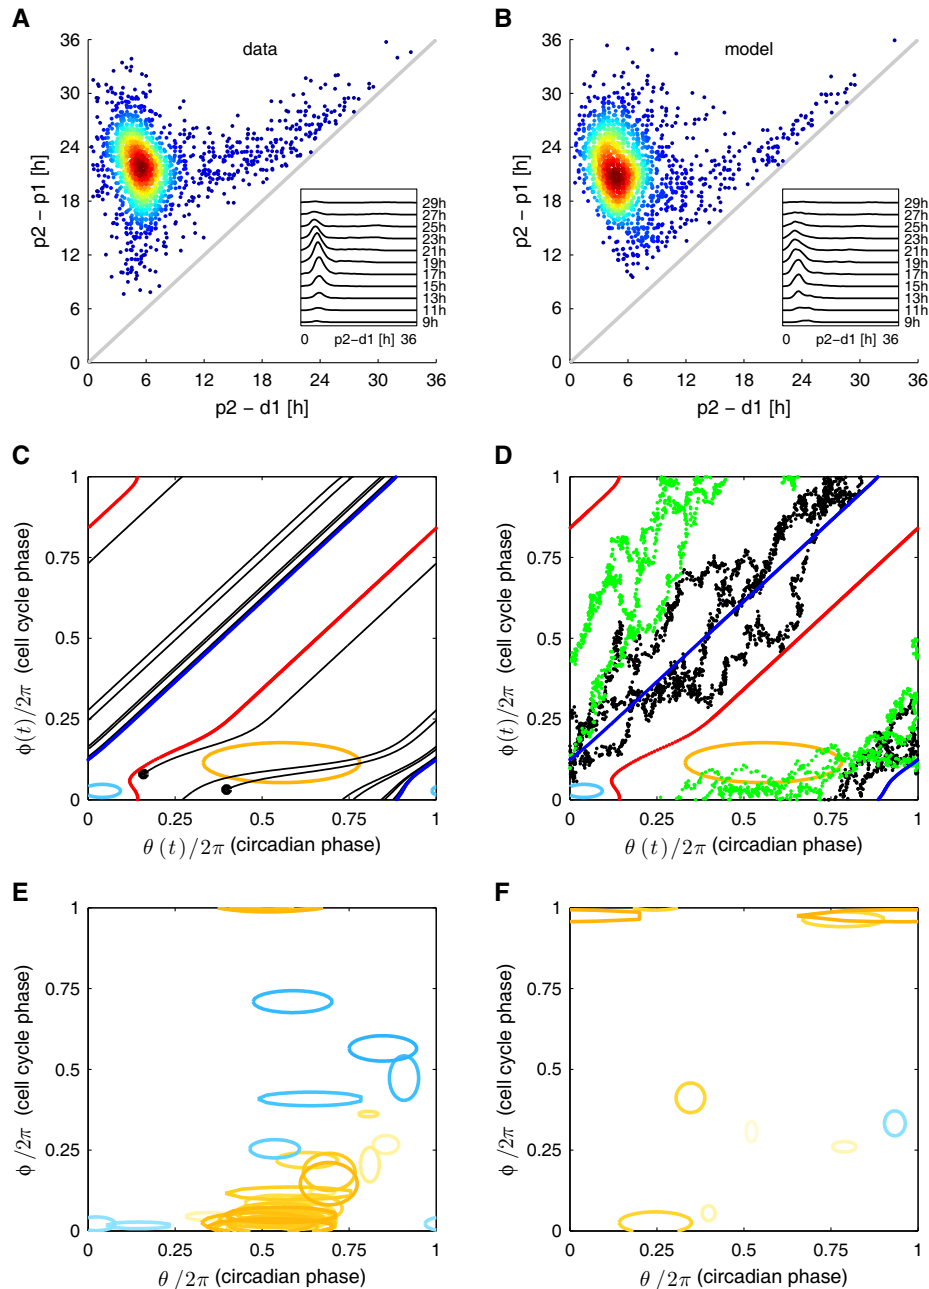 A
B
data
model
36
30
24
18
12
6
0
p2 − p1 [h]
0
6
12
18
24
30
36
p2 − d1 [h]
29h
27h
25h
23h
21h
19h
17h
15h
13h
11h
9h
0
p2−d1 [h]
36
36
30
24
18
12
6
0
p2 − p1 [h]
0
6
12
18
24
30
36
p2 − d1 [h]
29h
27h
25h
23h
21h
19h
17h
15h
13h
11h
9h
0
p2−d1 [h]
36
C
D
1
0.75
0.5
0.25
0
ϕ(t)/2π (cell cycle phase)
0
0.25
0.5
0.75
1
θ(t)/2π (circadian phase)
1
0.75
0.5
0.25
0
ϕ(t)/2π (cell cycle phase)
0
0.25
0.5
0.75
1
θ(t)/2π (circadian phase)
E
F
1
0.75
0.5
0.25
0
ϕ/2π (cell cycle phase)
0
0.25
0.5
0.75
1
θ/2π (circadian phase)
1
0.75
0.5
0.25
0
ϕ/2π (cell cycle phase)
0
0.25
0.5
0.75
1
θ/2π (circadian phase)